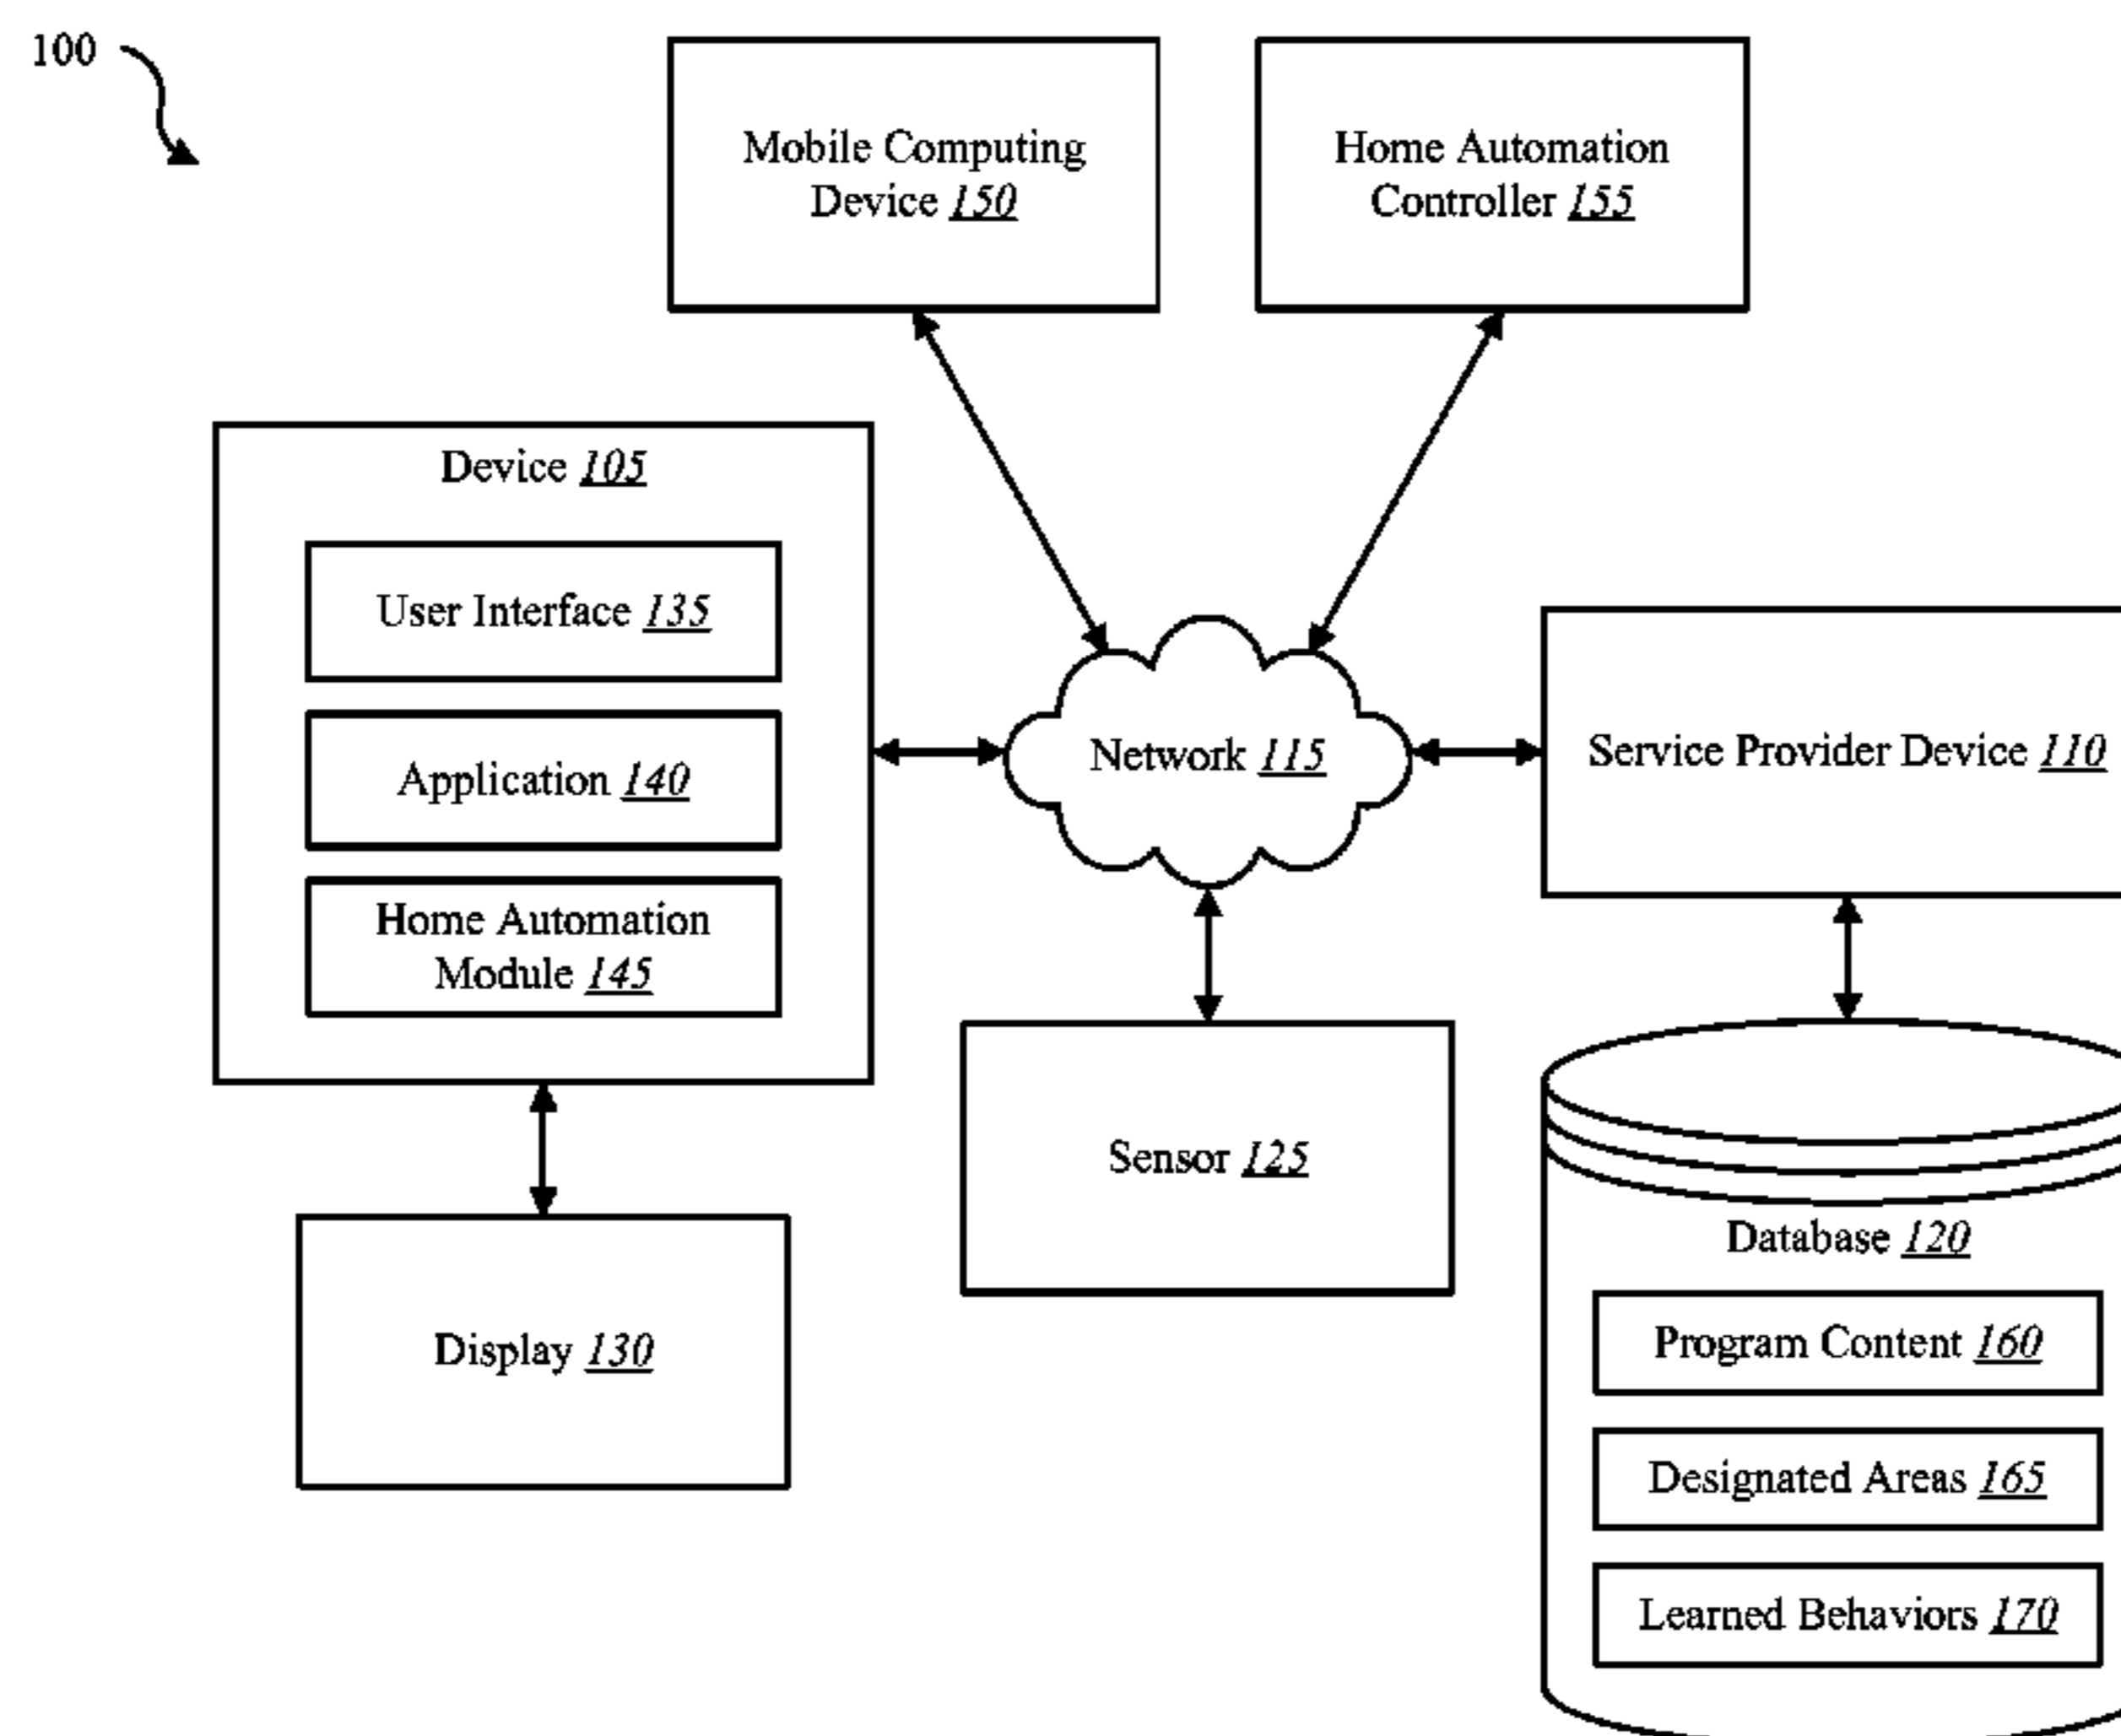 100
Mobile Computing
Device 150
Home Automation
Controller 155
Device 105
User Interface 135
Application 140
Home Automation
Module 145
Network 115
Service Provider Device 110
Sensor 125
Display 130
Database 120
Program Content 160
Designated Areas 165
Learned Behaviors 170